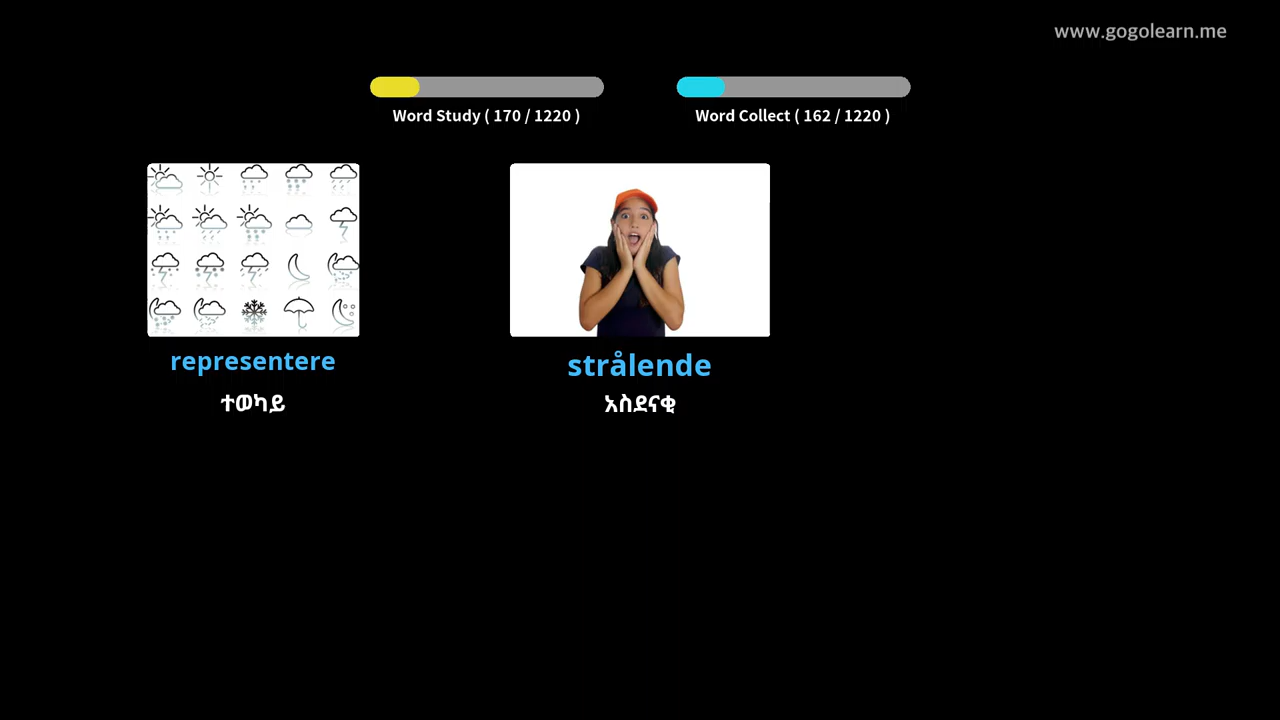 www.gogolearn.me
Word Study ( 170 / 1220 )
Word Collect ( 162 / 1220 )
representere
ተወካይ
strålende
አስደናቂ